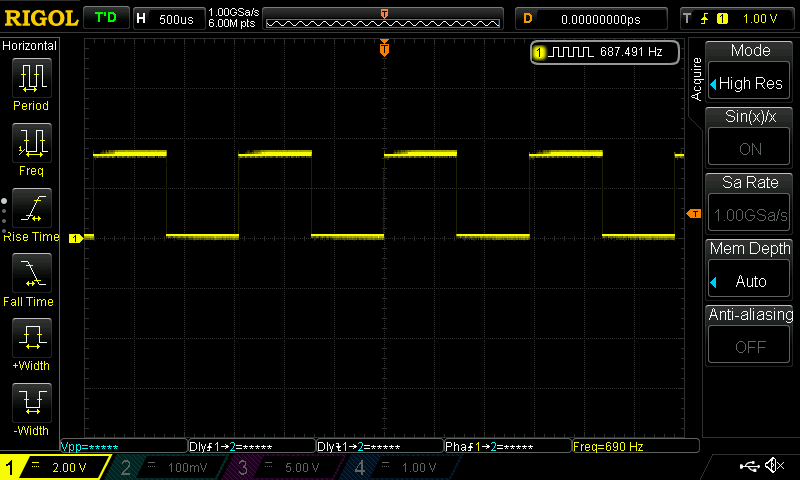 RIGOL T'D H 500us 1.00GSa/s 6.00M pts T D 0.00000000ps T 1 1.00 V
Horizontal
Period
Freq
Rise Time
Fall Time
+Width
-Width
T
1 687.491 Hz
1
T
Acquire
Mode
High Res
Sin(x)/x
ON
Sa Rate
1.00GSa/s
Mem Depth
Auto
Anti-aliasing
OFF
Vpp=***** Dly1→2=***** Dly1→2=***** Pha1→2=***** Freq=690 Hz
1 2.00 V 2 100mV 3 5.00 V 4 1.00 V